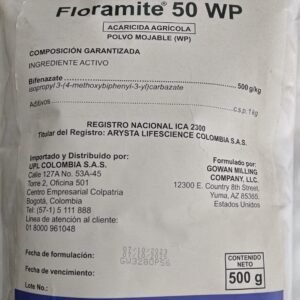 Floramite® 50 WP
ACARICIDA AGRÍCOLA
POLVO MOJABLE (WP)
COMPOSICIÓN GARANTIZADA
INGREDIENTE ACTIVO
Bifenazate 500 g/kg
isopropyl 3-(4-methoxybiphenyl-3-yl)carbazate
Aditivos c.s.p. 1 kg
REGISTRO NACIONAL ICA 2300
Titular del Registro: ARYSTA LIFESCIENCE COLOMBIA S.A.S.
Importado y Distribuido por:
UPL COLOMBIA S.A.S.
Calle 127A No. 53A-45
Torre 2, Oficina 501
Centro Empresarial Colpatria
Bogotá, Colombia
Tel: (57-1) 5 111 888
Linea de atención al cliente:
01 8000 961048
Formulado por:
GOWAN MILLING
COMPANY, LLC.
12300 E. Country 8th Street,
Yuma, AZ 85365,
Estados Unidos
Fecha de formulación:
Fecha de vencimiento:
Lote No.:
CONTENIDO
NETO
500 g